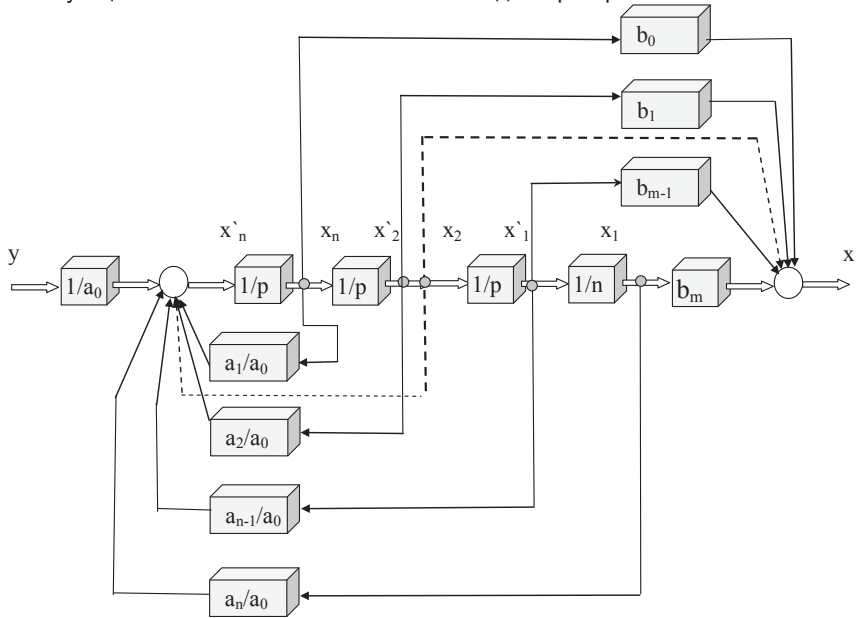 b₀
b₁
bₘ₋₁
x`ₙ xₙ x`₂ x₂ x`₁ x₁
y x
1/a₀ 1/p 1/p 1/p 1/n bₘ
a₁/a₀
a₂/a₀
aₙ₋₁/a₀
aₙ/a₀